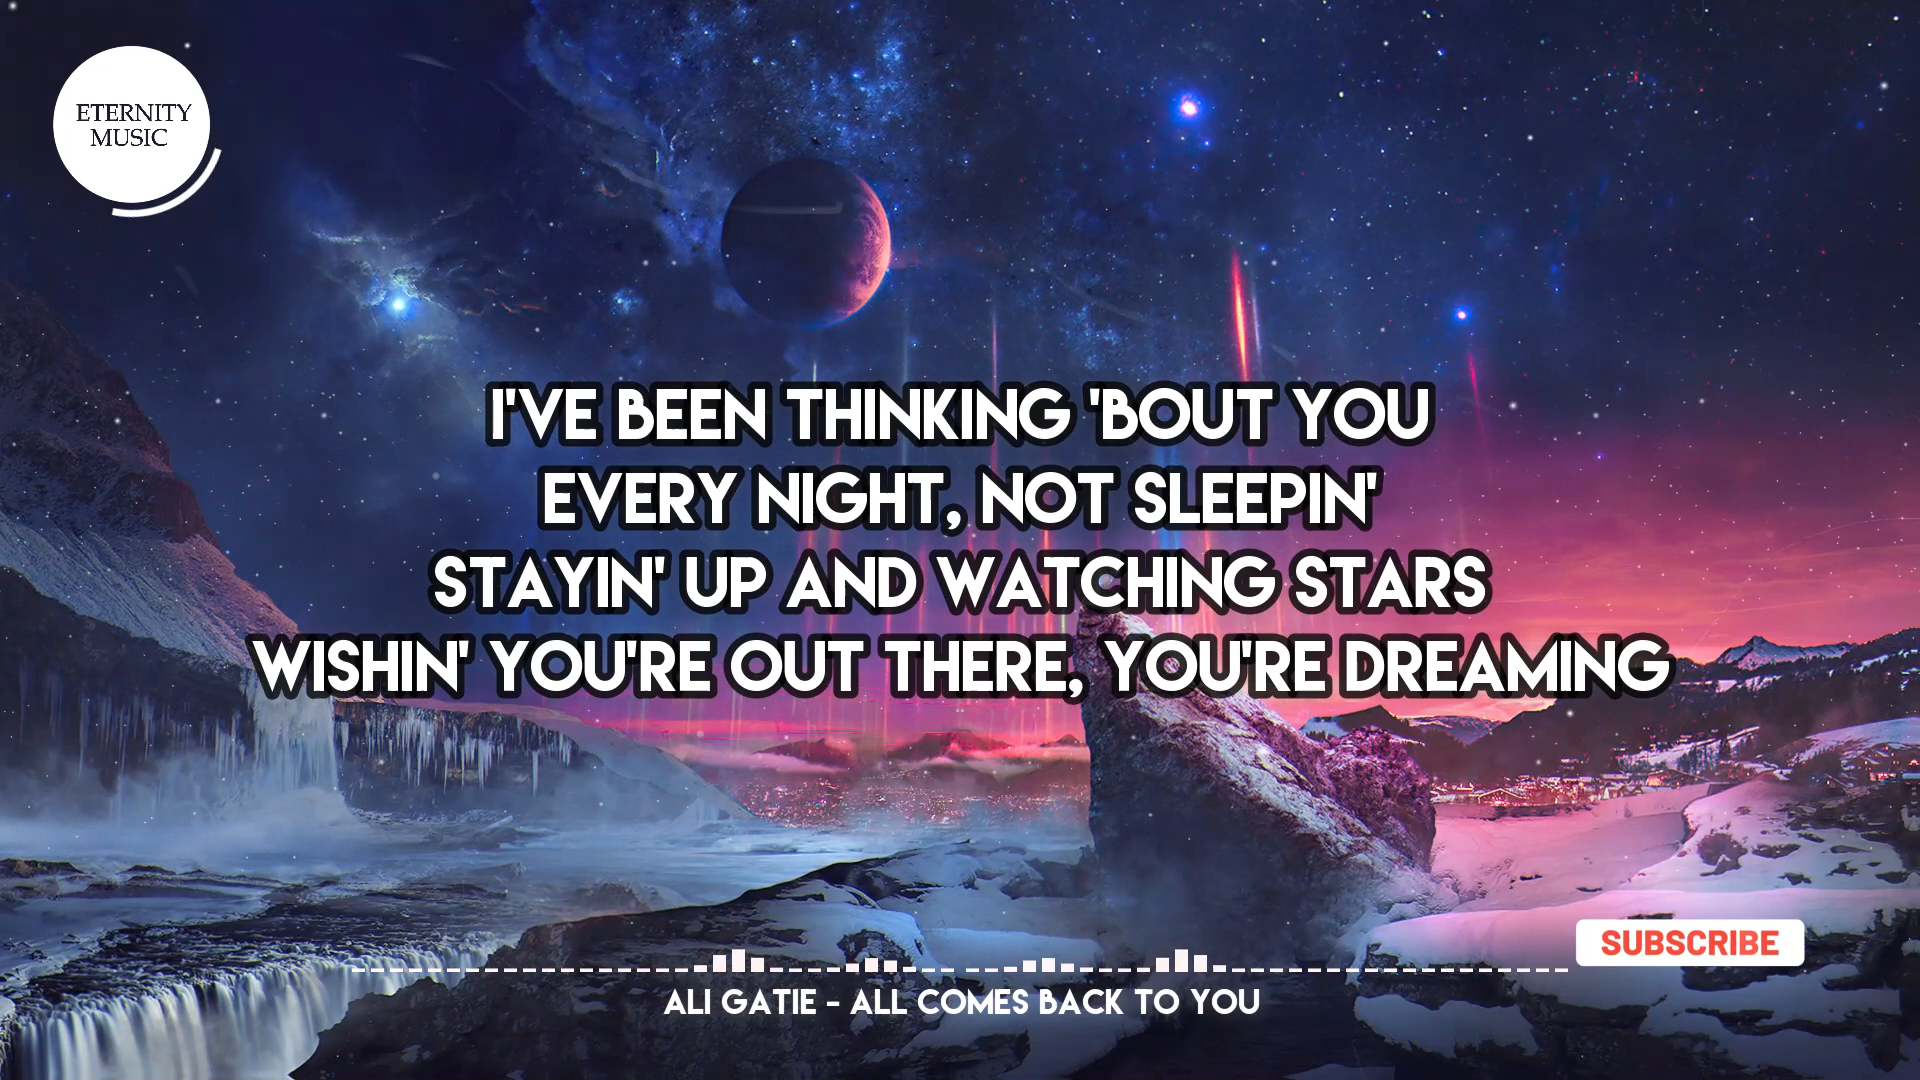 ETERNITY
MUSIC
I'VE BEEN THINKING 'BOUT YOU
EVERY NIGHT, NOT SLEEPIN'
STAYIN' UP AND WATCHING STARS
WISHIN' YOU'RE OUT THERE, YOU'RE DREAMING
SUBSCRIBE
ALI GATIE - ALL COMES BACK TO YOU